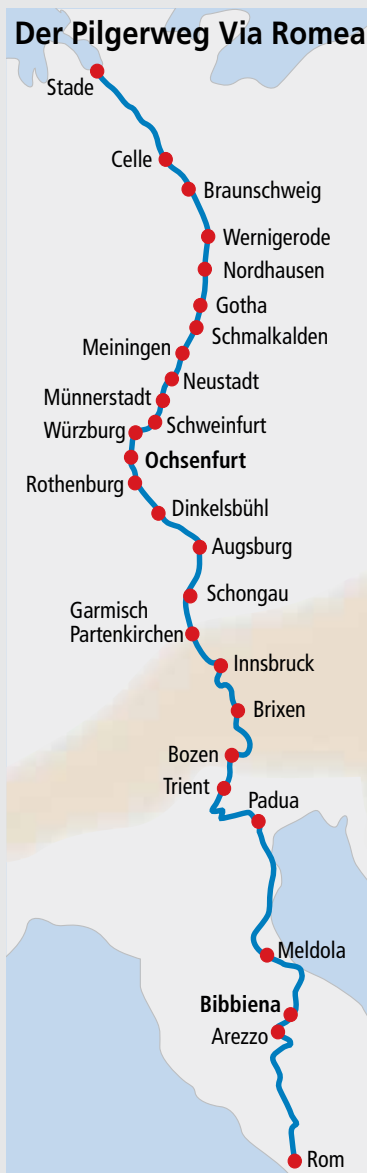 Der Pilgerweg Via Romea
Stade
Celle
Braunschweig
Wernigerode
Nordhausen
Gotha
Schmalkalden
Meiningen
Neustadt
Münnerstadt
Schweinfurt
Würzburg
Ochsenfurt
Rothenburg
Dinkelsbühl
Augsburg
Schongau
Garmisch
Partenkirchen
Innsbruck
Brixen
Bozen
Trient
Padua
Meldola
Bibbiena
Arezzo
Rom